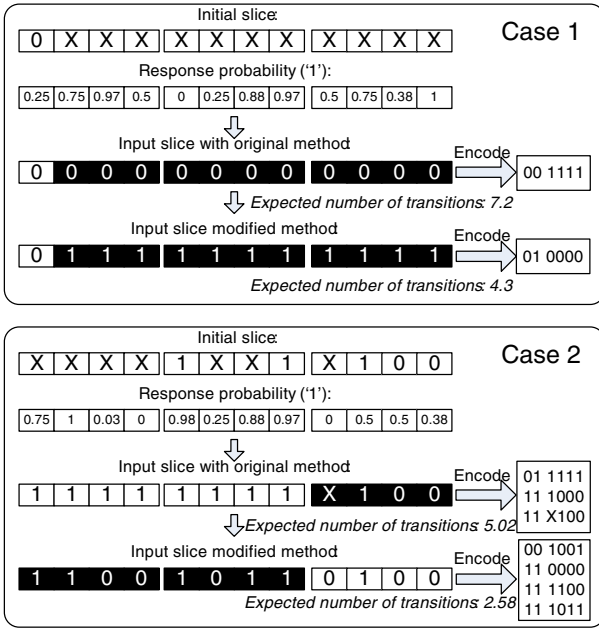 Case 1
Initial slice:
0 X X X X X X X X X X X
Response probability ('1'):
0.25 0.75 0.97 0.5 0 0.25 0.88 0.97 0.5 0.75 0.38 1
Input slice with original method:
0 0 0 0 0 0 0 0 0 0 0 0
Encode
00 1111
Expected number of transitions: 7.2
Input slice modified method:
0 1 1 1 1 1 1 1 1 1 1 1
Encode
01 0000
Expected number of transitions: 4.3
Case 2
Initial slice:
X X X X 1 X X 1 X 1 0 0
Response probability ('1'):
0.75 1 0.03 0 0.98 0.25 0.88 0.97 0 0.5 0.5 0.38
Input slice with original method:
1 1 1 1 1 1 1 1 X 1 0 0
Encode
01 1111
11 1000
11 X100
Expected number of transitions: 5.02
Input slice modified method:
1 1 0 0 1 0 1 1 0 1 0 0
Encode
00 1001
11 0000
11 1100
11 1011
Expected number of transitions: 2.58